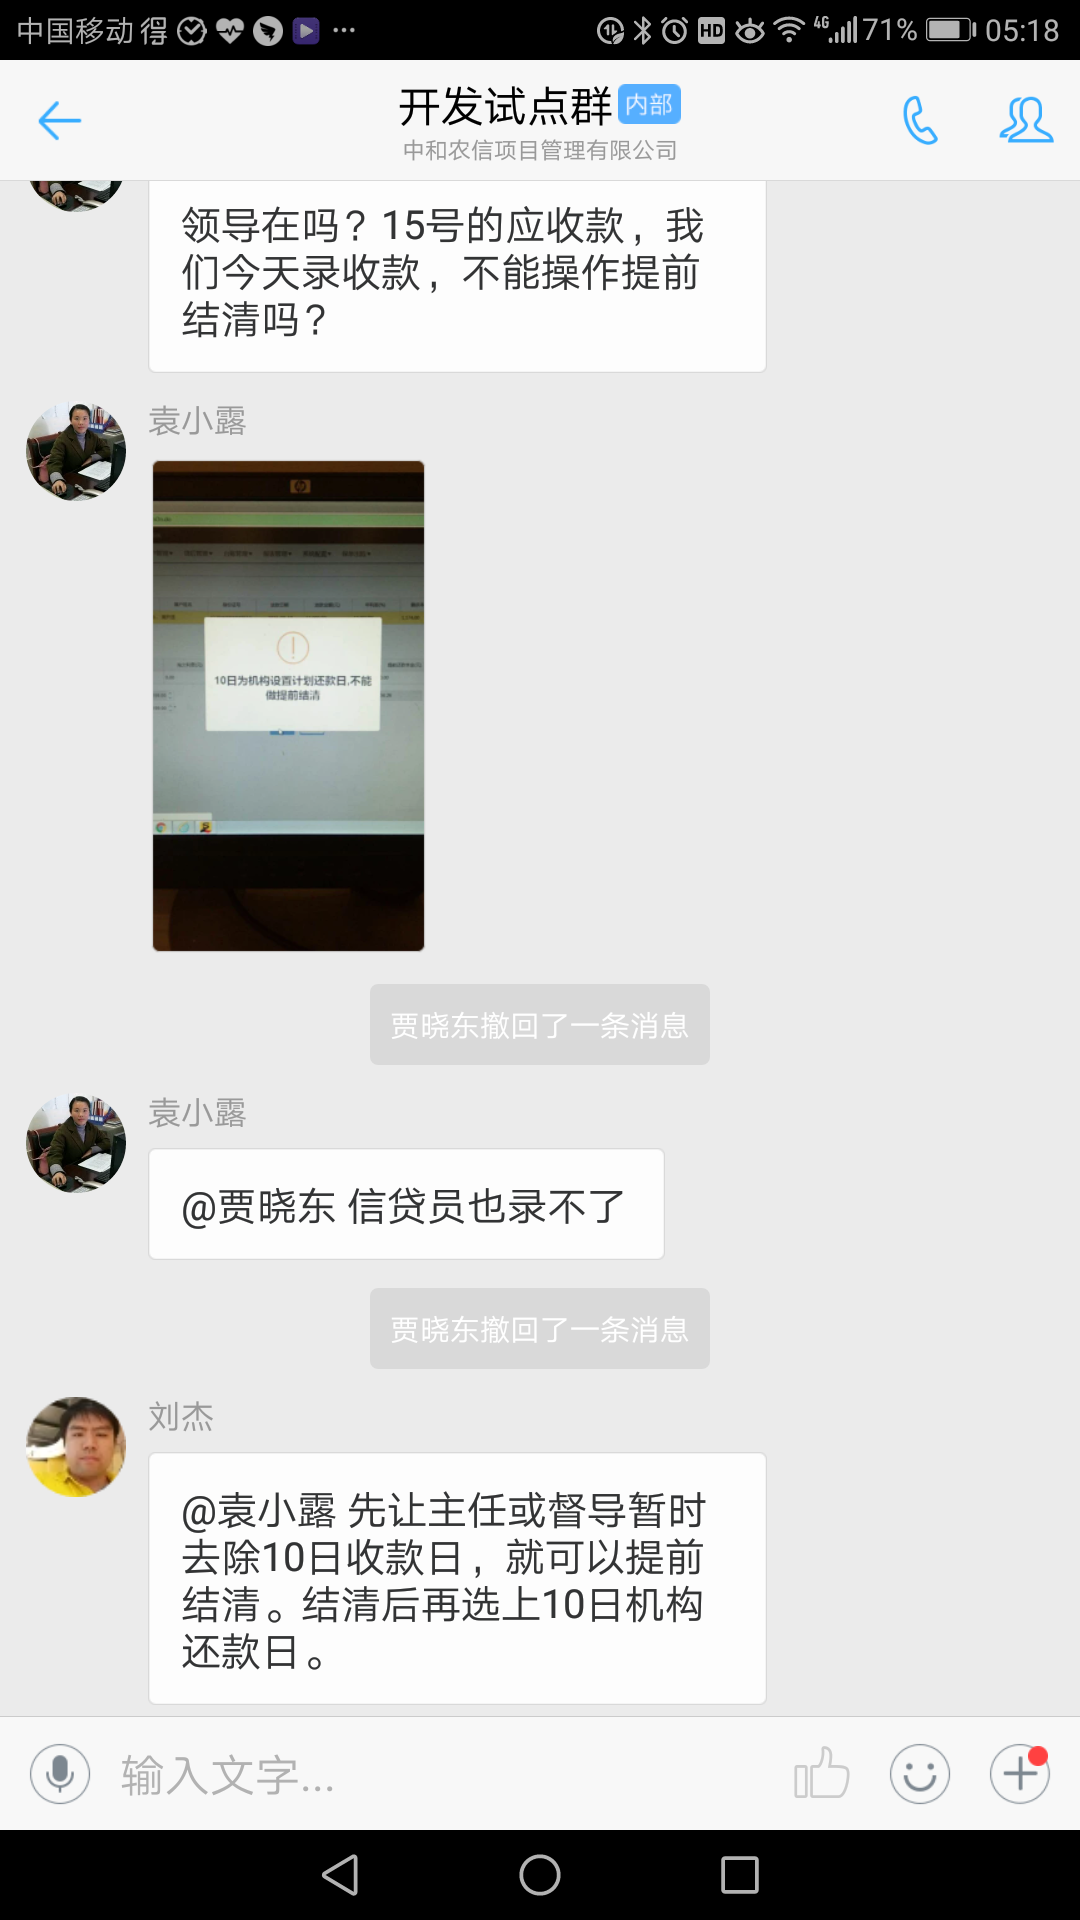 中国移动 得
HD
4G
71%
05:18
开发试点群 内部
中和农信项目管理有限公司
领导在吗？15号的应收款，我
们今天录收款，不能操作提前
结清吗？
袁小露
10日为机构设置计划还款日,不能
做提前结清
贾晓东撤回了一条消息
袁小露
@贾晓东 信贷员也录不了
贾晓东撤回了一条消息
刘杰
@袁小露 先让主任或督导暂时
去除10日收款日，就可以提前
结清。结清后再选上10日机构
还款日。
输入文字...